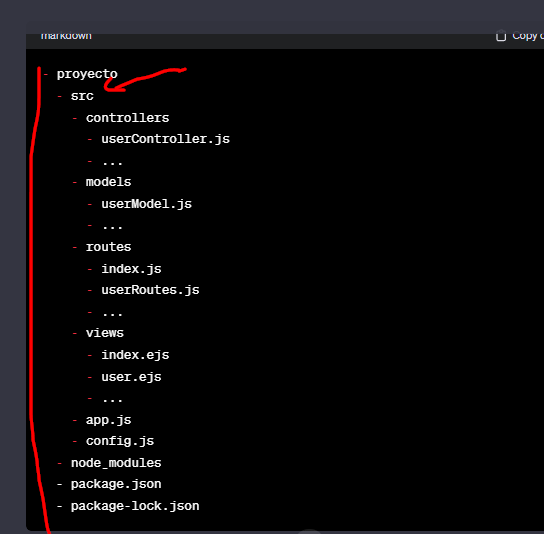 markdown
Copy c
- proyecto
- src
- controllers
- userController.js
- ...
- models
- userModel.js
- ...
- routes
- index.js
- userRoutes.js
- ...
- views
- index.ejs
- user.ejs
- ...
- app.js
- config.js
- node_modules
- package.json
- package-lock.json